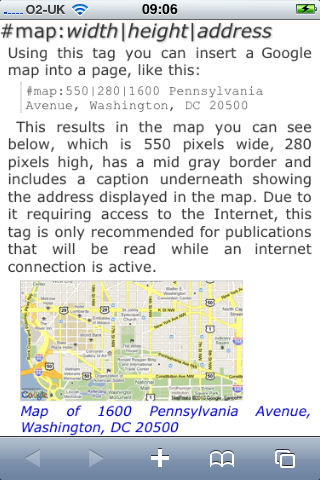 O2-UK 09:06
#map:width|height|address
Using this tag you can insert a Google
map into a page, like this:
#map:550|280|1600 Pennsylvania
Avenue, Washington, DC 20500
This results in the map you can see
below, which is 550 pixels wide, 280
pixels high, has a mid gray border and
includes a caption underneath showing
the address displayed in the map. Due to
it requiring access to the Internet, this
tag is only recommended for publications
that will be read while an internet
connection is active.
Google
Map of 1600 Pennsylvania Avenue,
Washington, DC 20500